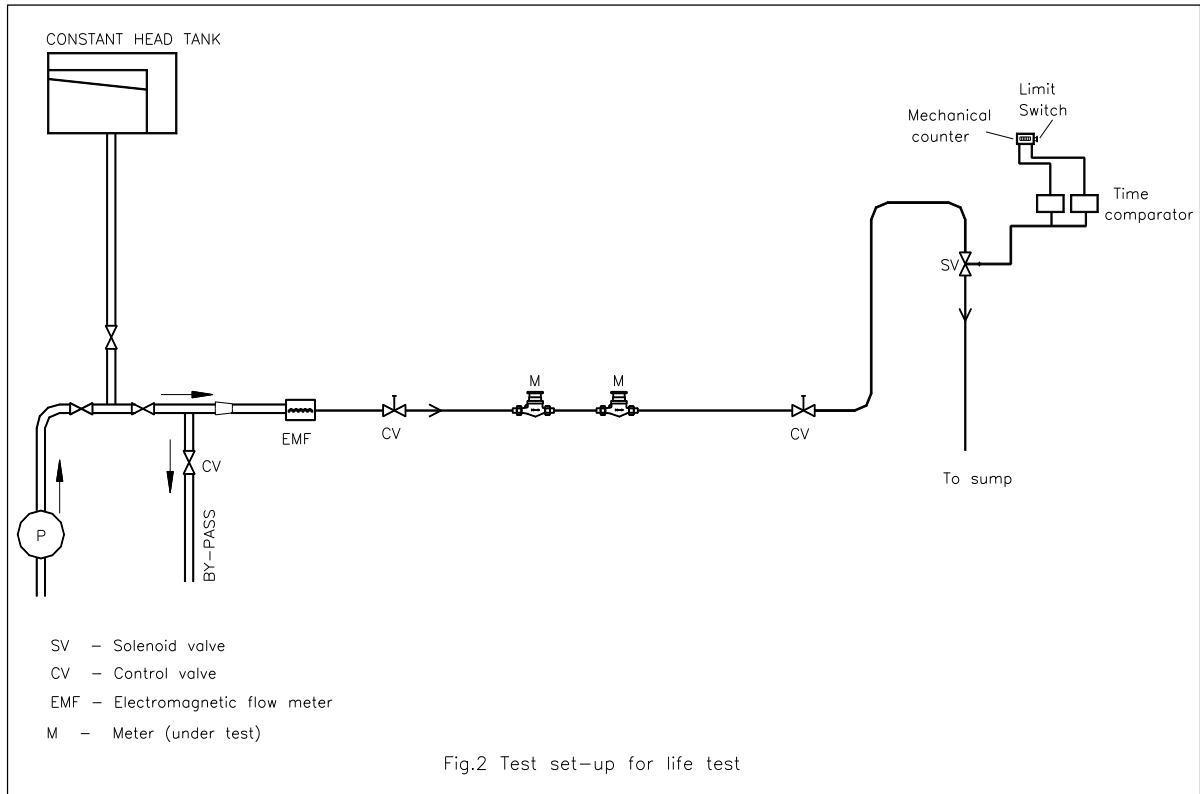 CONSTANT HEAD TANK
Limit
Switch
Mechanical
counter
Time
comparator
SV
M
M
EMF
CV
CV
CV
To sump
P
BY-PASS
SV - Solenoid valve
CV - Control valve
EMF - Electromagnetic flow meter
M - Meter (under test)
Fig.2 Test set-up for life test